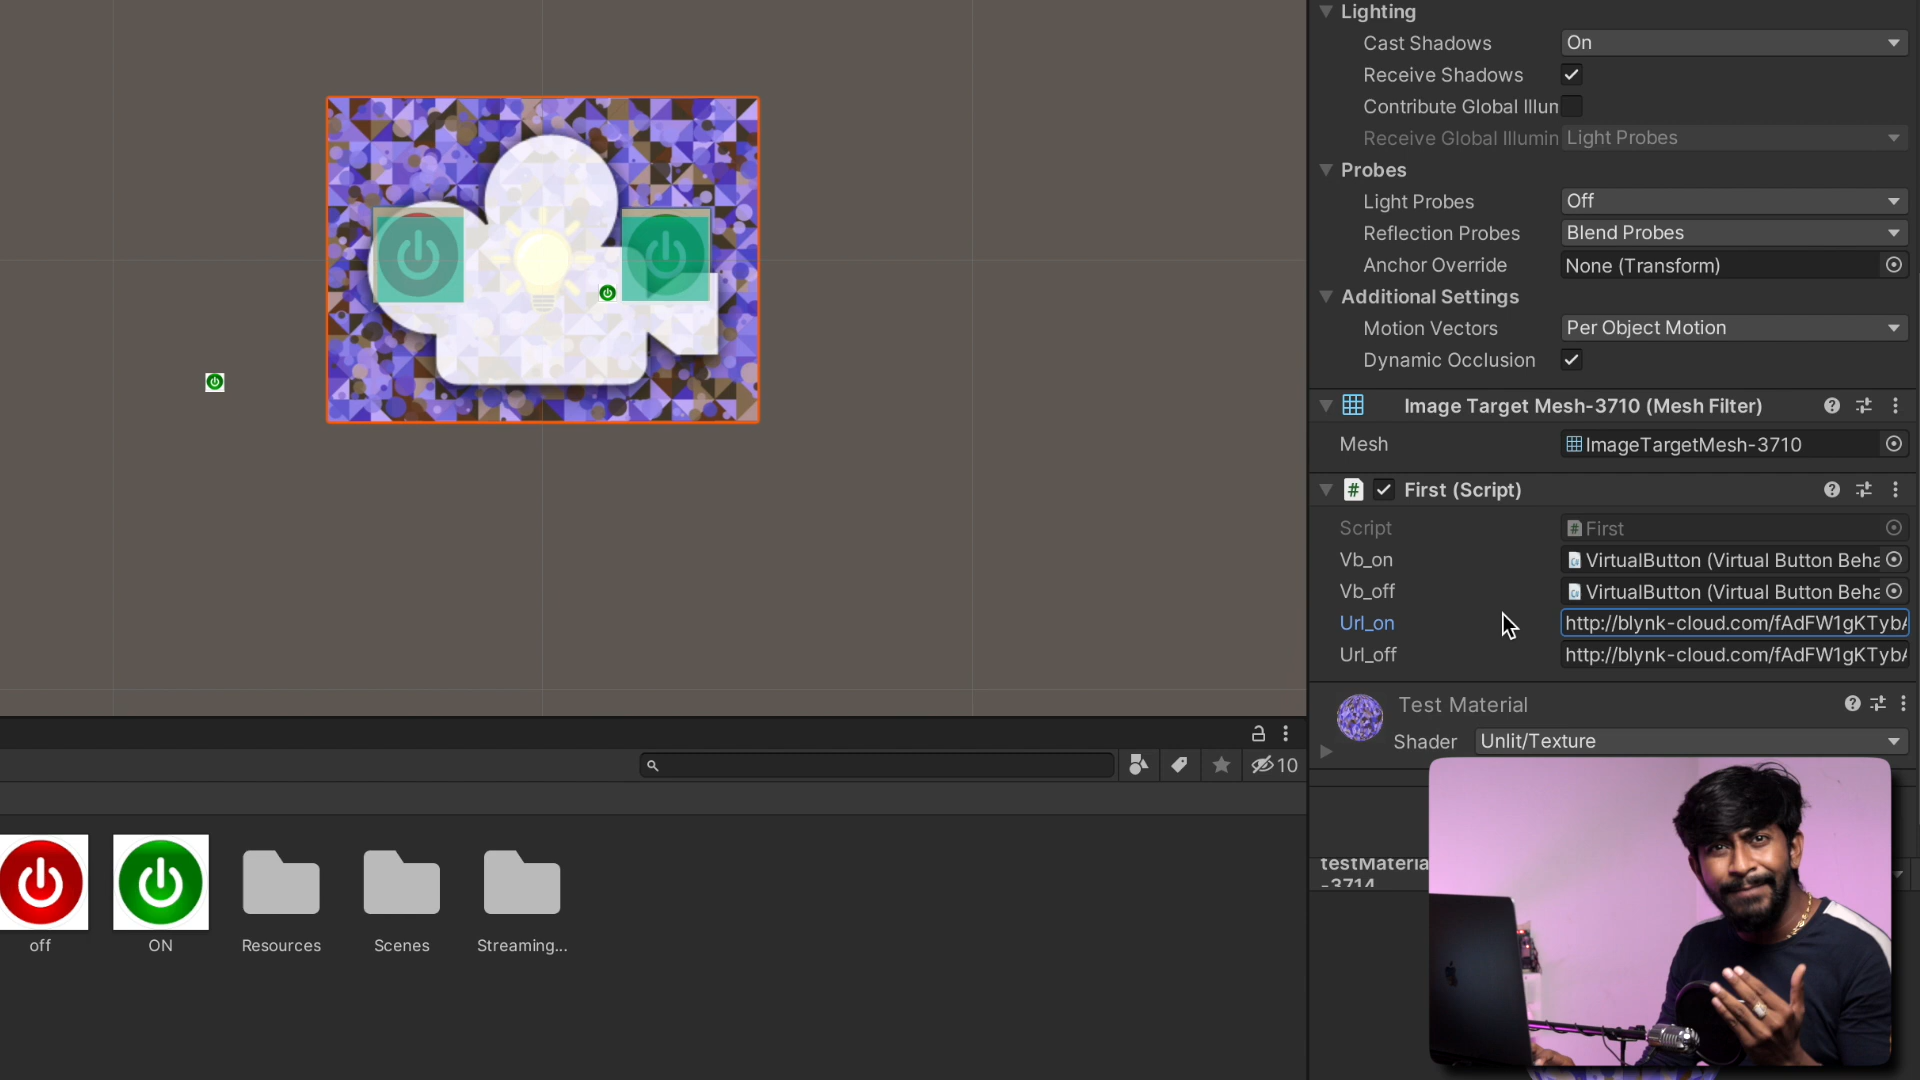 Lighting
Cast Shadows On
Receive Shadows
Contribute Global Illun
Receive Global Illumin Light Probes
Probes
Light Probes Off
Reflection Probes Blend Probes
Anchor Override None (Transform)
Additional Settings
Motion Vectors Per Object Motion
Dynamic Occlusion
Image Target Mesh-3710 (Mesh Filter)
Mesh ImageTargetMesh-3710
First (Script)
Script First
Vb_on VirtualButton (Virtual Button Beha
Vb_off VirtualButton (Virtual Button Beha
Url_on http://blynk-cloud.com/fAdFW1gKTybA
Url_off http://blynk-cloud.com/fAdFW1gKTybA
Test Material
Shader Unlit/Texture
10
off
ON
Resources
Scenes
Streaming...
testMateria
-3714